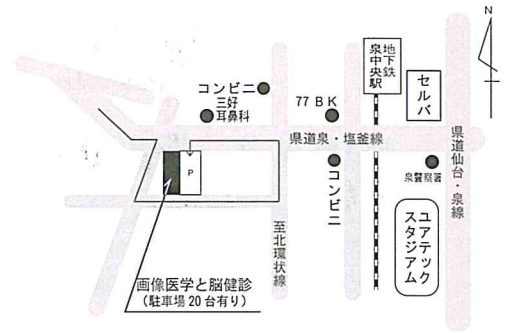 N
地下鉄
泉中央駅
セルバ
コンビニ
三好
耳鼻科
77 BK
県道泉・塩釜線
県道仙台・泉線
P
コンビニ
泉警察署
ユアテック
スタジアム
至北環状線
画像医学と脳健診
(駐車場20台有り)